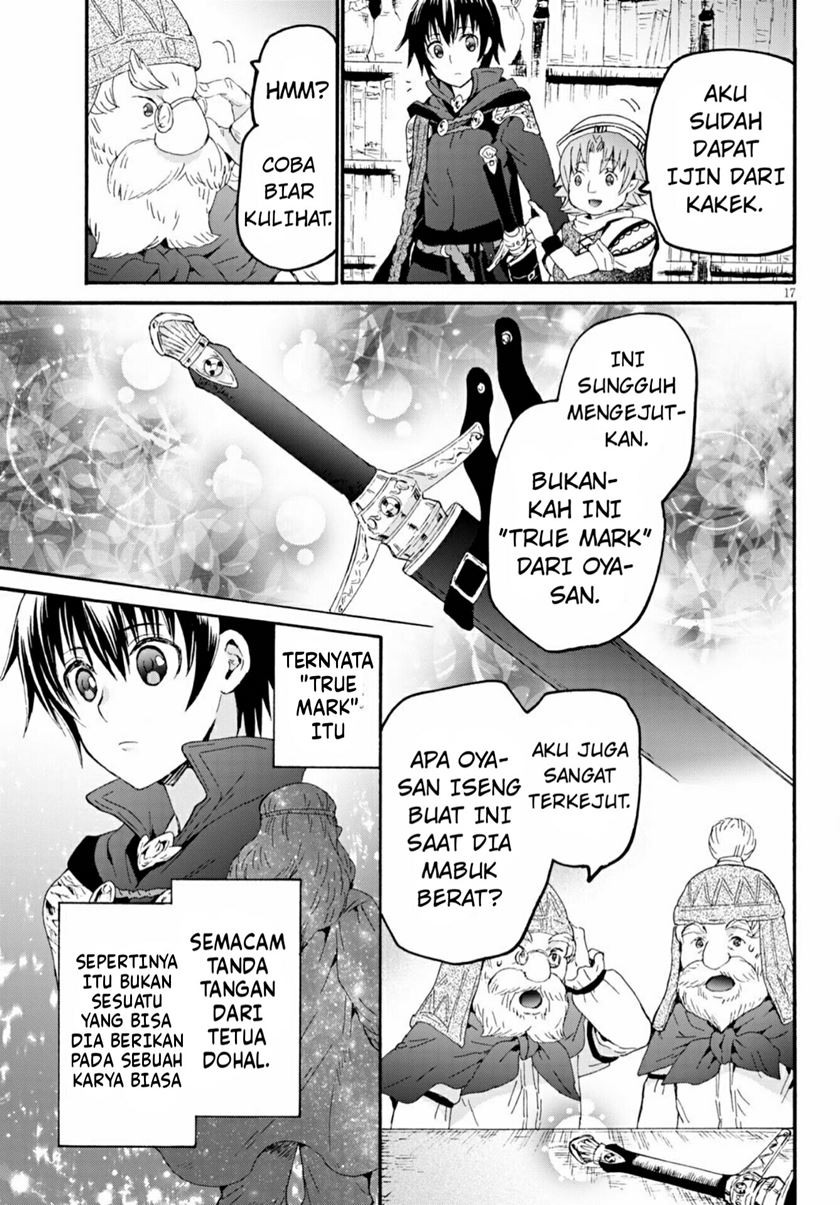 AKU
SUDAH
DAPAT
IJIN DARI
KAKEK.
HMM?
COBA
BIAR
KULIHAT.
17
INI
SUNGGUH
MENGEJUT-
KAN.
BUKAN-
KAH INI
"TRUE MARK"
DARI OYA-
SAN.
AKU JUGA
SANGAT
TERKEJUT.
APA OYA-
SAN ISENG
BUAT INI
SAAT DIA
MABUK
BERAT?
TERNYATA
"TRUE
MARK"
ITU
SEMACAM
TANDA
TANGAN
DARI
TETUA
DOHAL.
SEPERTINYA
ITU BUKAN
SESUATU
YANG BISA
DIA BERIKAN
PADA SEBUAH
KARYA BIASA